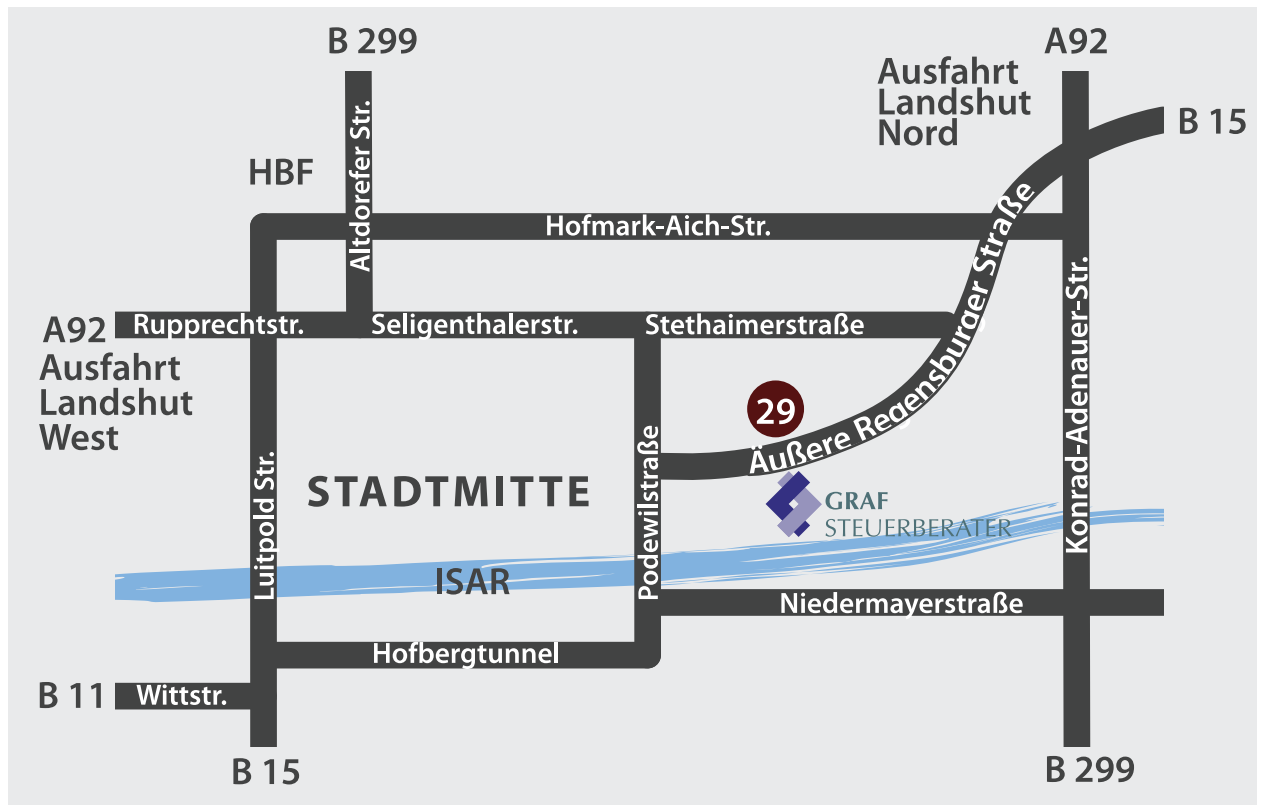 B 299
A92
Ausfahrt
Landshut
Nord
B 15
HBF
Altdorefer Str.
Hofmark-Aich-Str.
A92
Ausfahrt
Landshut
West
Rupprechtstr.
Seligenthalerstr.
Stethaimerstraße
29
Äußere Regensburger Straße
Konrad-Adenauer-Str.
STADTMITTE
Luitpold Str.
Podewilstraße
GRAF
STEUERBERATER
ISAR
Niedermayerstraße
Hofbergtunnel
B 11
Wittstr.
B 15
B 299